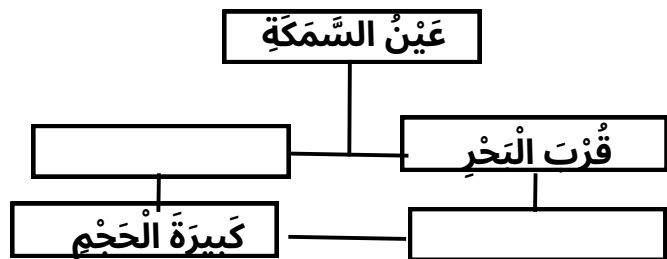 عَيْنُ السَّمَكَةِ
قُرْبَ الْبَحْرِ
كَبِيرَةَ الْحَجْمِ